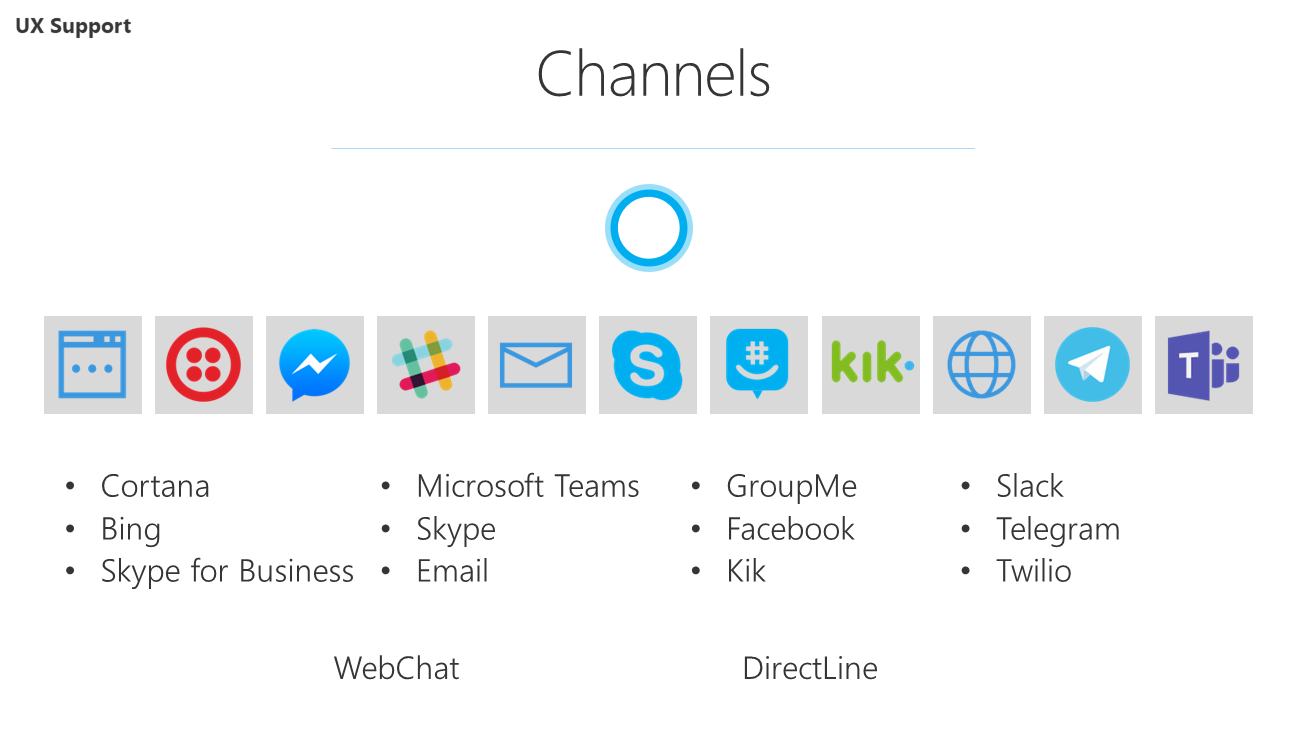 UX Support
Channels
kik.
T
• Cortana
• Bing
• Skype for Business
• Microsoft Teams
• Skype
• Email
• GroupMe
• Facebook
• Kik
• Slack
• Telegram
• Twilio
WebChat
DirectLine